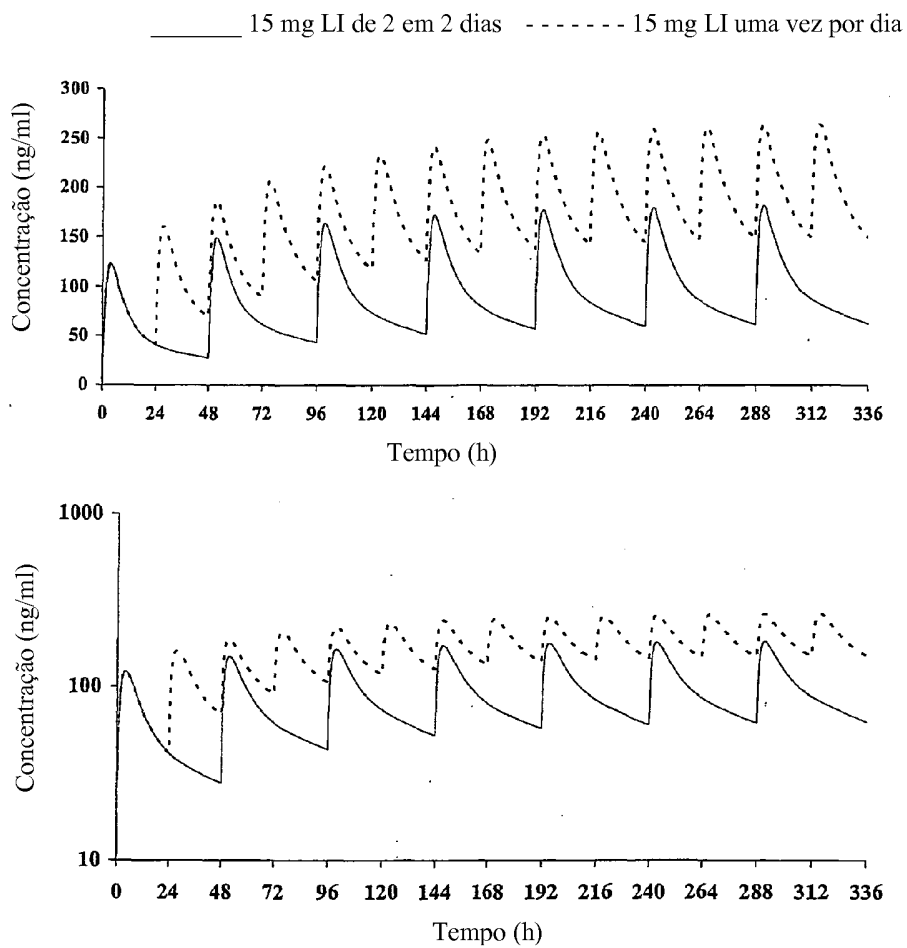 15 mg LI de 2 em 2 dias
15 mg LI uma vez por dia
300
250
200
150
100
50
0
Concentração (ng/ml)
0 24 48 72 96 120 144 168 192 216 240 264 288 312 336
Tempo (h)
1000
100
10
Concentração (ng/ml)
0 24 48 72 96 120 144 168 192 216 240 264 288 312 336
Tempo (h)